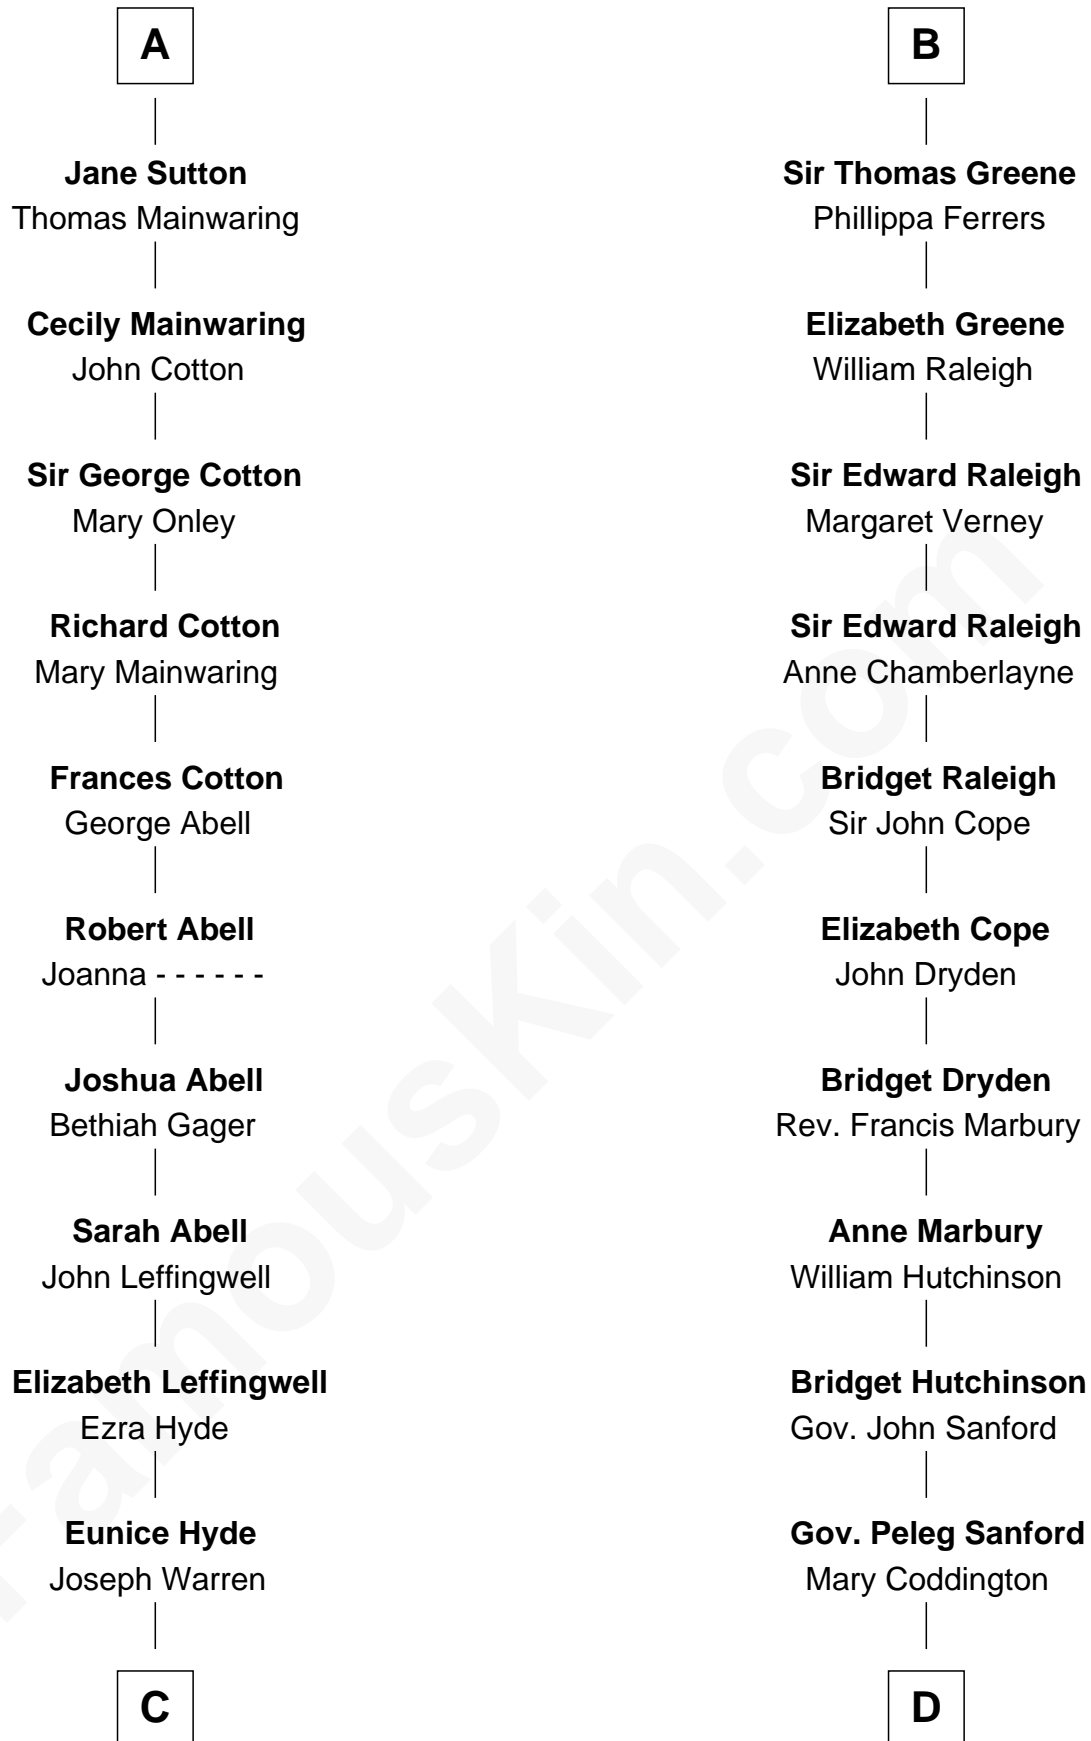 A
Jane Sutton
Thomas Mainwaring
Cecily Mainwaring
John Cotton
Sir George Cotton
Mary Onley
Richard Cotton
Mary Mainwaring
Frances Cotton
George Abell
Robert Abell
Joanna - - - - - -
Joshua Abell
Bethiah Gager
Sarah Abell
John Leffingwell
Elizabeth Leffingwell
Ezra Hyde
Eunice Hyde
Joseph Warren
C
B
Sir Thomas Greene
Phillippa Ferrers
Elizabeth Greene
William Raleigh
Sir Edward Raleigh
Margaret Verney
Sir Edward Raleigh
Anne Chamberlayne
Bridget Raleigh
Sir John Cope
Elizabeth Cope
John Dryden
Bridget Dryden
Rev. Francis Marbury
Anne Marbury
William Hutchinson
Bridget Hutchinson
Gov. John Sanford
Gov. Peleg Sanford
Mary Coddington
D
FamousKin.com